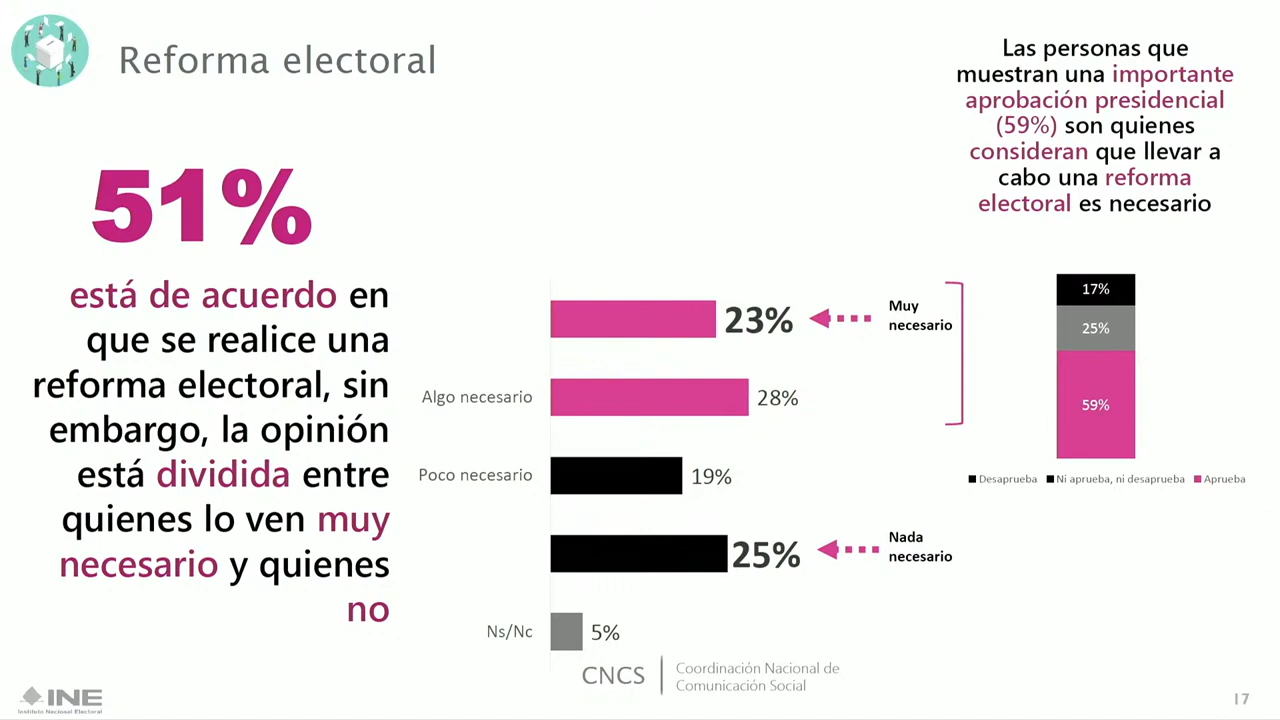 Reforma electoral
Las personas que
muestran una importante
aprobación presidencial
(59%) son quienes
consideran que llevar a
cabo una reforma
electoral es necesario
51%
está de acuerdo en
que se realice una
reforma electoral, sin
embargo, la opinión
está dividida entre
quienes lo ven muy
necesario y quienes
no
23%
Muy
necesario
Algo necesario
28%
Poco necesario
19%
25%
Nada
necesario
Ns/Nc
5%
17%
25%
59%
Desaprueba
Ni aprueba, ni desaprueba
Aprueba
CNCS
Coordinación Nacional de
Comunicación Social
INE
Instituto Nacional Electoral
17